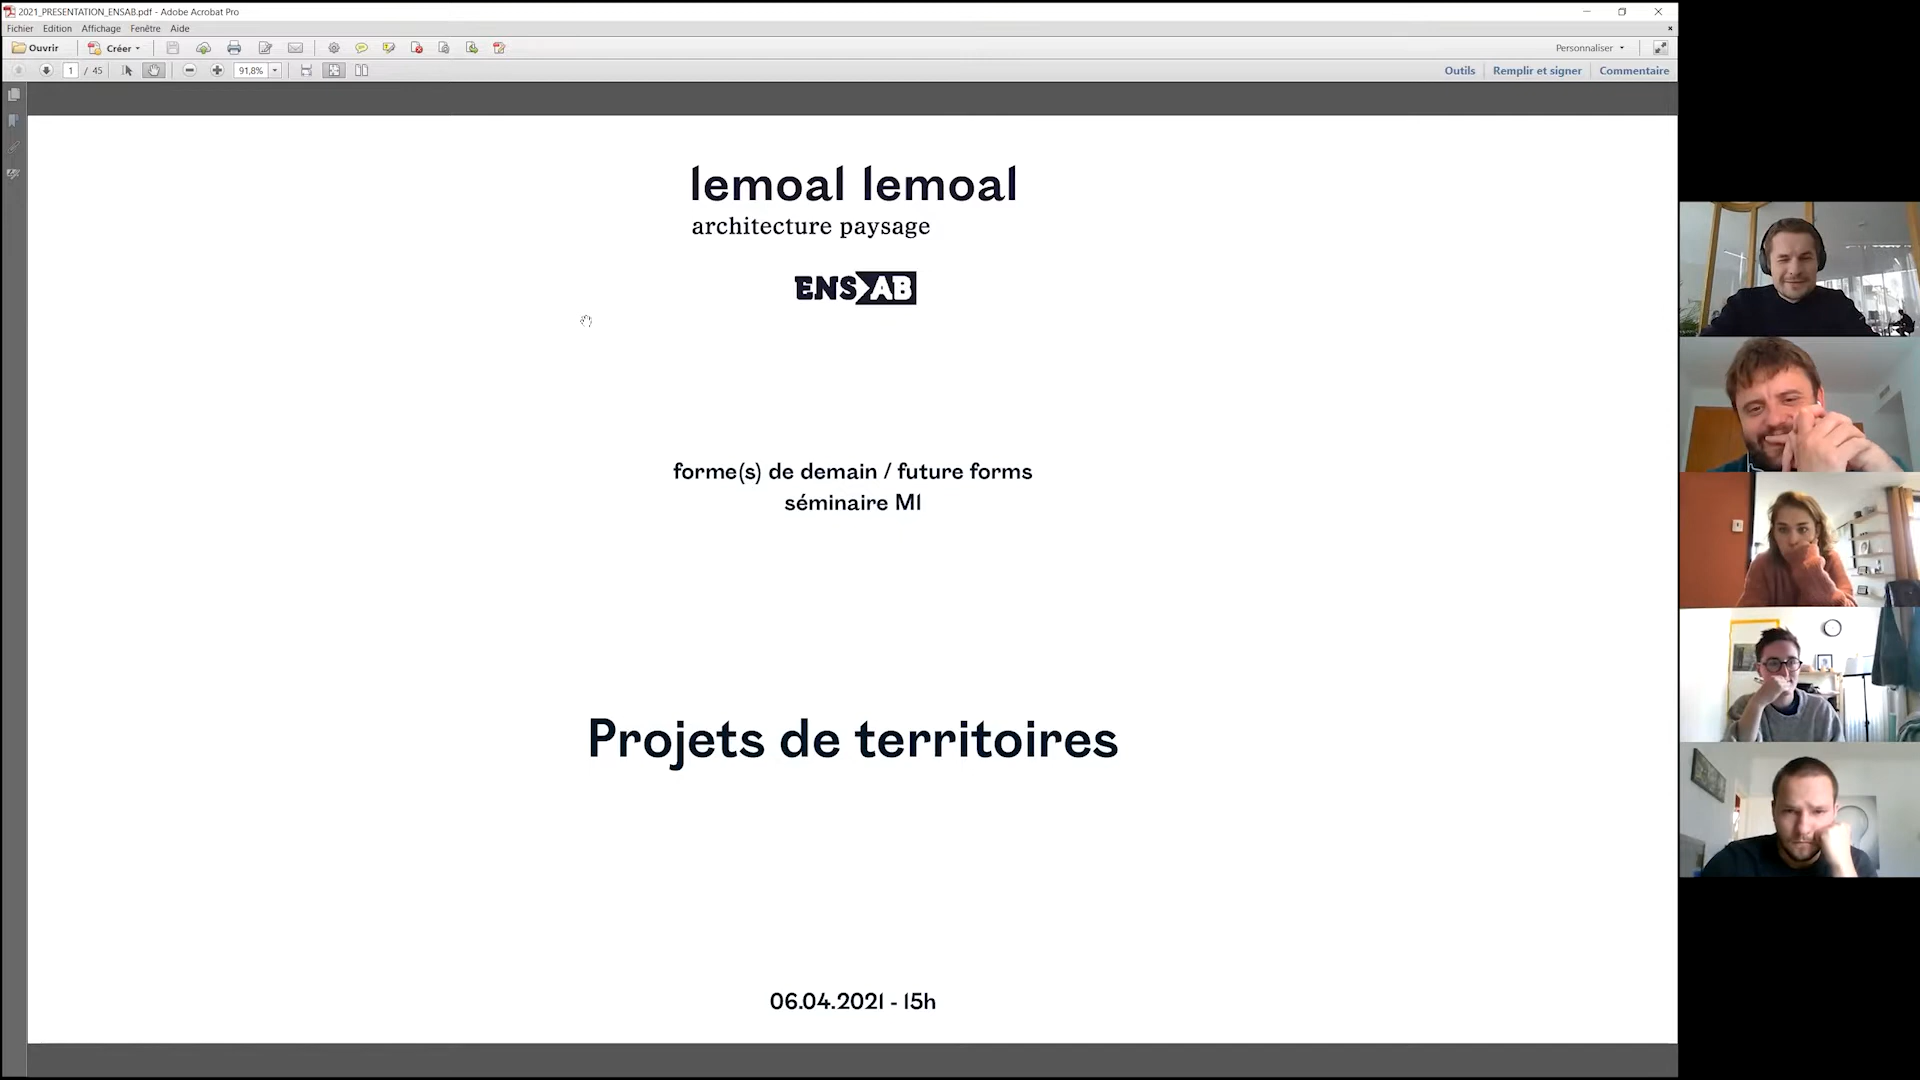 2021_PRESENTATION_ENSAB.pdf - Adobe Acrobat Pro
Fichier Edition Affichage Fenêtre Aide
Ouvrir Créer Personnaliser
1 / 45 91,8% Outils Remplir et signer Commentaire
lemoal lemoal
architecture paysage
ENSAB
forme(s) de demain / future forms
séminaire M1
Projets de territoires
06.04.2021 - 15h